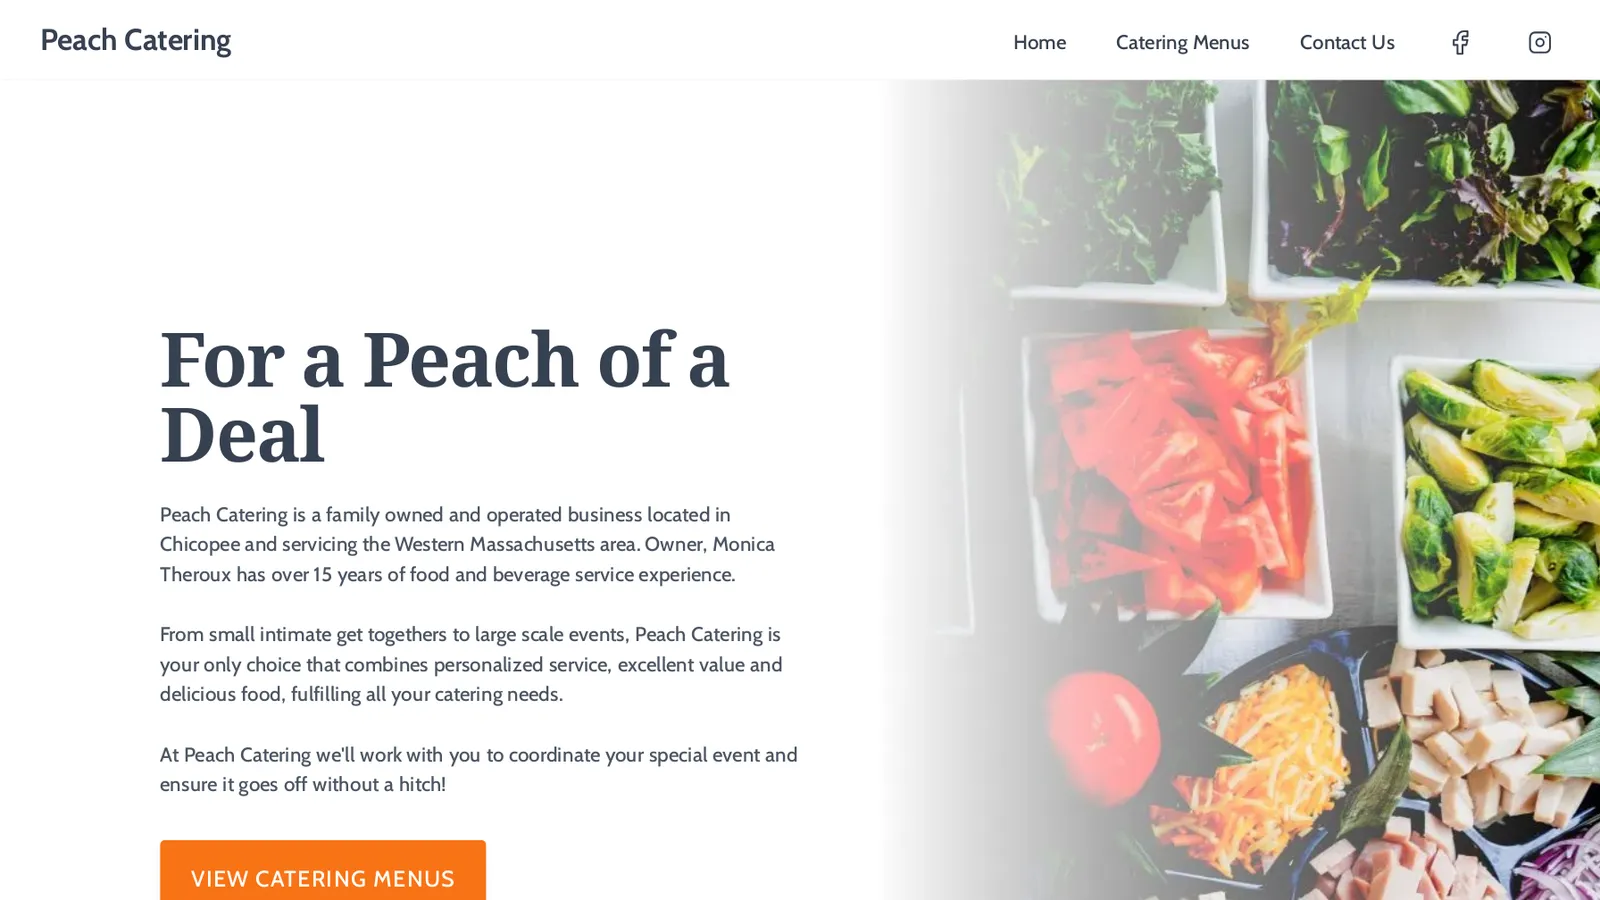 Peach Catering
Home
Catering Menus
Contact Us
For a Peach of a
Deal
Peach Catering is a family owned and operated business located in
Chicopee and servicing the Western Massachusetts area. Owner, Monica
Theroux has over 15 years of food and beverage service experience.
From small intimate get togethers to large scale events, Peach Catering is
your only choice that combines personalized service, excellent value and
delicious food, fulfilling all your catering needs.
At Peach Catering we'll work with you to coordinate your special event and
ensure it goes off without a hitch!
VIEW CATERING MENUS